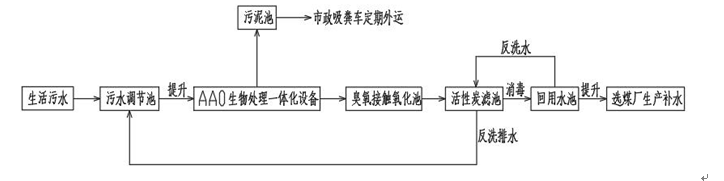 污泥池
市政吸粪车定期外运
反洗水
生活污水
污水调节池
提升
AAO生物处理一体化设备
臭氧接触氧化池
活性炭滤池
消毒
回用水池
提升
选煤厂生产补水
反洗排水